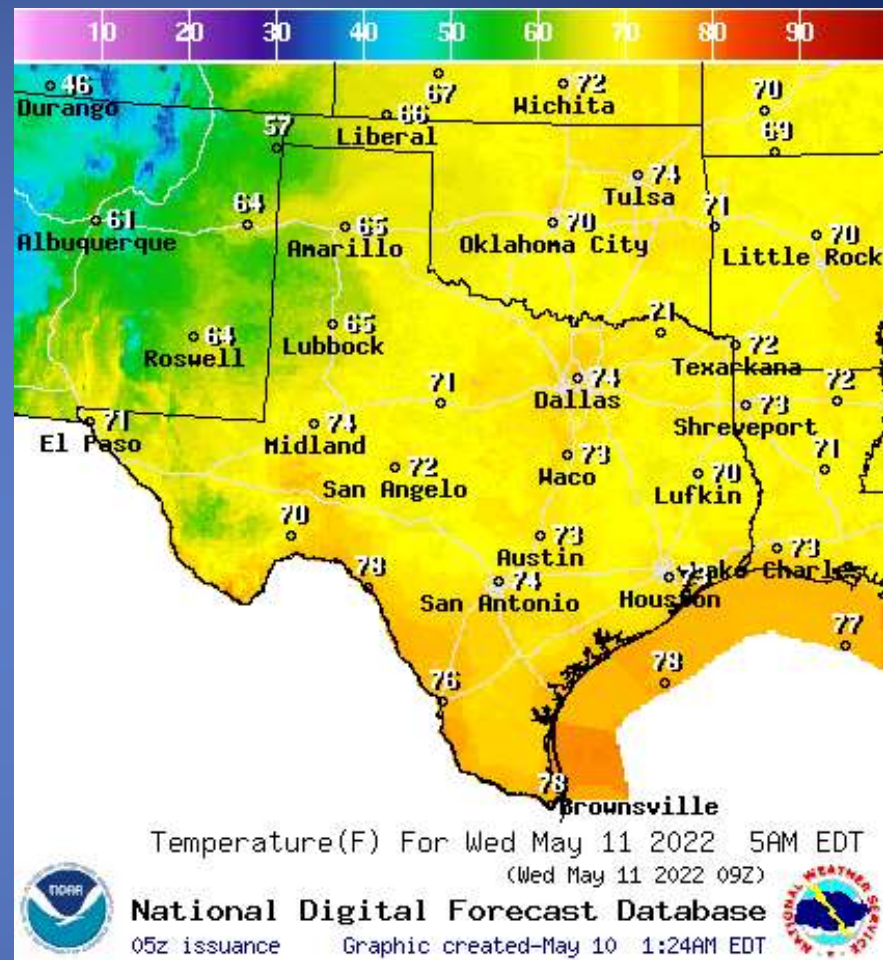 10 20 30 40 50 60 70 80 90
46
Durango
67
72
Wichita
66
Liberal
70
69
57
74
Tulsa
61
Albuquerque
64
65
Amarillo
70
Oklahoma City
71
70
Little Rock
64
Roswell
65
Lubbock
71
72
Texarkana
74
Dallas
71
72
73
Shreveport
71
El Paso
74
Midland
72
San Angelo
73
Waco
70
Lufkin
71
70
73
Austin
73
Lake Charles
78
74
San Antonio
73
Houston
77
78
76
78
Brownsville
Temperature(F) For Wed May 11 2022 5AM EDT
(Wed May 11 2022 09Z)
National Digital Forecast Database
05z issuance Graphic created-May 10 1:24AM EDT
NOAA
NATIONAL WEATHER SERVICE